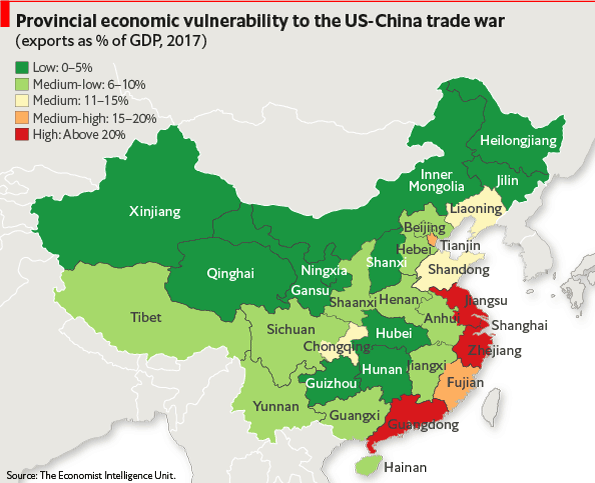 Provincial economic vulnerability to the US-China trade war
(exports as % of GDP, 2017)
Low: 0–5%
Medium-low: 6–10%
Medium: 11–15%
Medium-high: 15–20%
High: Above 20%
Heilongjiang
Jilin
Inner
Mongolia
Liaoning
Xinjiang
Beijing
Hebei
Tianjin
Shanxi
Qinghai
Ningxia
Shandong
Gansu
Shaanxi
Henan
Jiangsu
Tibet
Anhui
Shanghai
Sichuan
Hubei
Chongqing
Zhejiang
Hunan
Jiangxi
Guizhou
Fujian
Yunnan
Guangxi
Guangdong
Hainan
Source: The Economist Intelligence Unit.